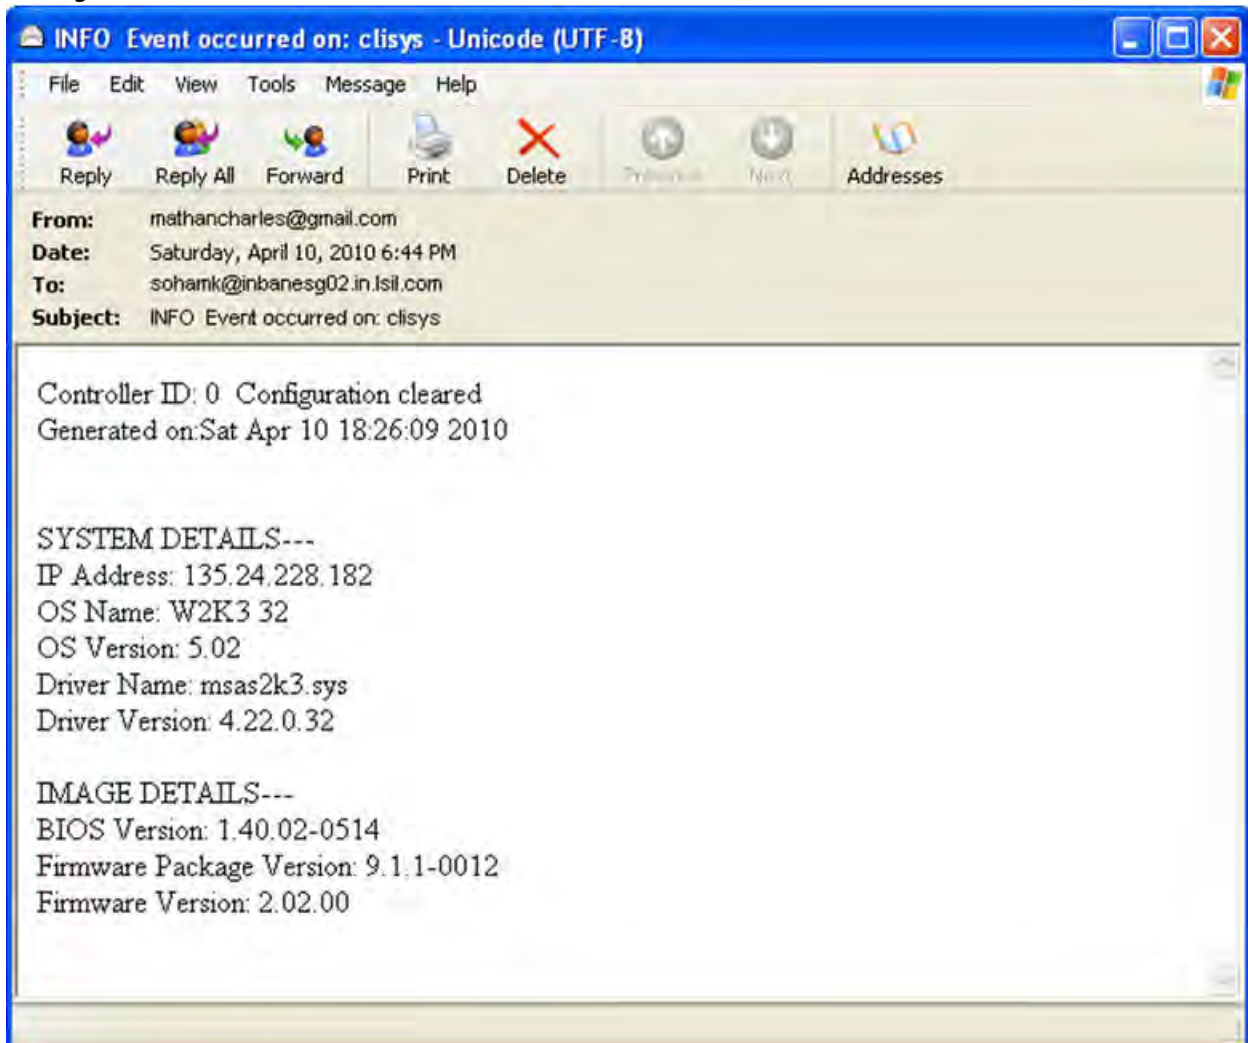 INFO Event occurred on: clisys - Unicode (UTF-8)
File Edit View Tools Message Help
Reply Reply All Forward Print Delete Previous Next Addresses
From: mathancharles@gmail.com
Date: Saturday, April 10, 2010 6:44 PM
To: sohamk@inbanesg02.in.lsil.com
Subject: INFO Event occurred on: clisys
Controller ID: 0 Configuration cleared
Generated on:Sat Apr 10 18:26:09 2010
SYSTEM DETAILS---
IP Address: 135.24.228.182
OS Name: W2K3 32
OS Version: 5.02
Driver Name: msas2k3.sys
Driver Version: 4.22.0.32
IMAGE DETAILS---
BIOS Version: 1.40.02-0514
Firmware Package Version: 9.1.1-0012
Firmware Version: 2.02.00